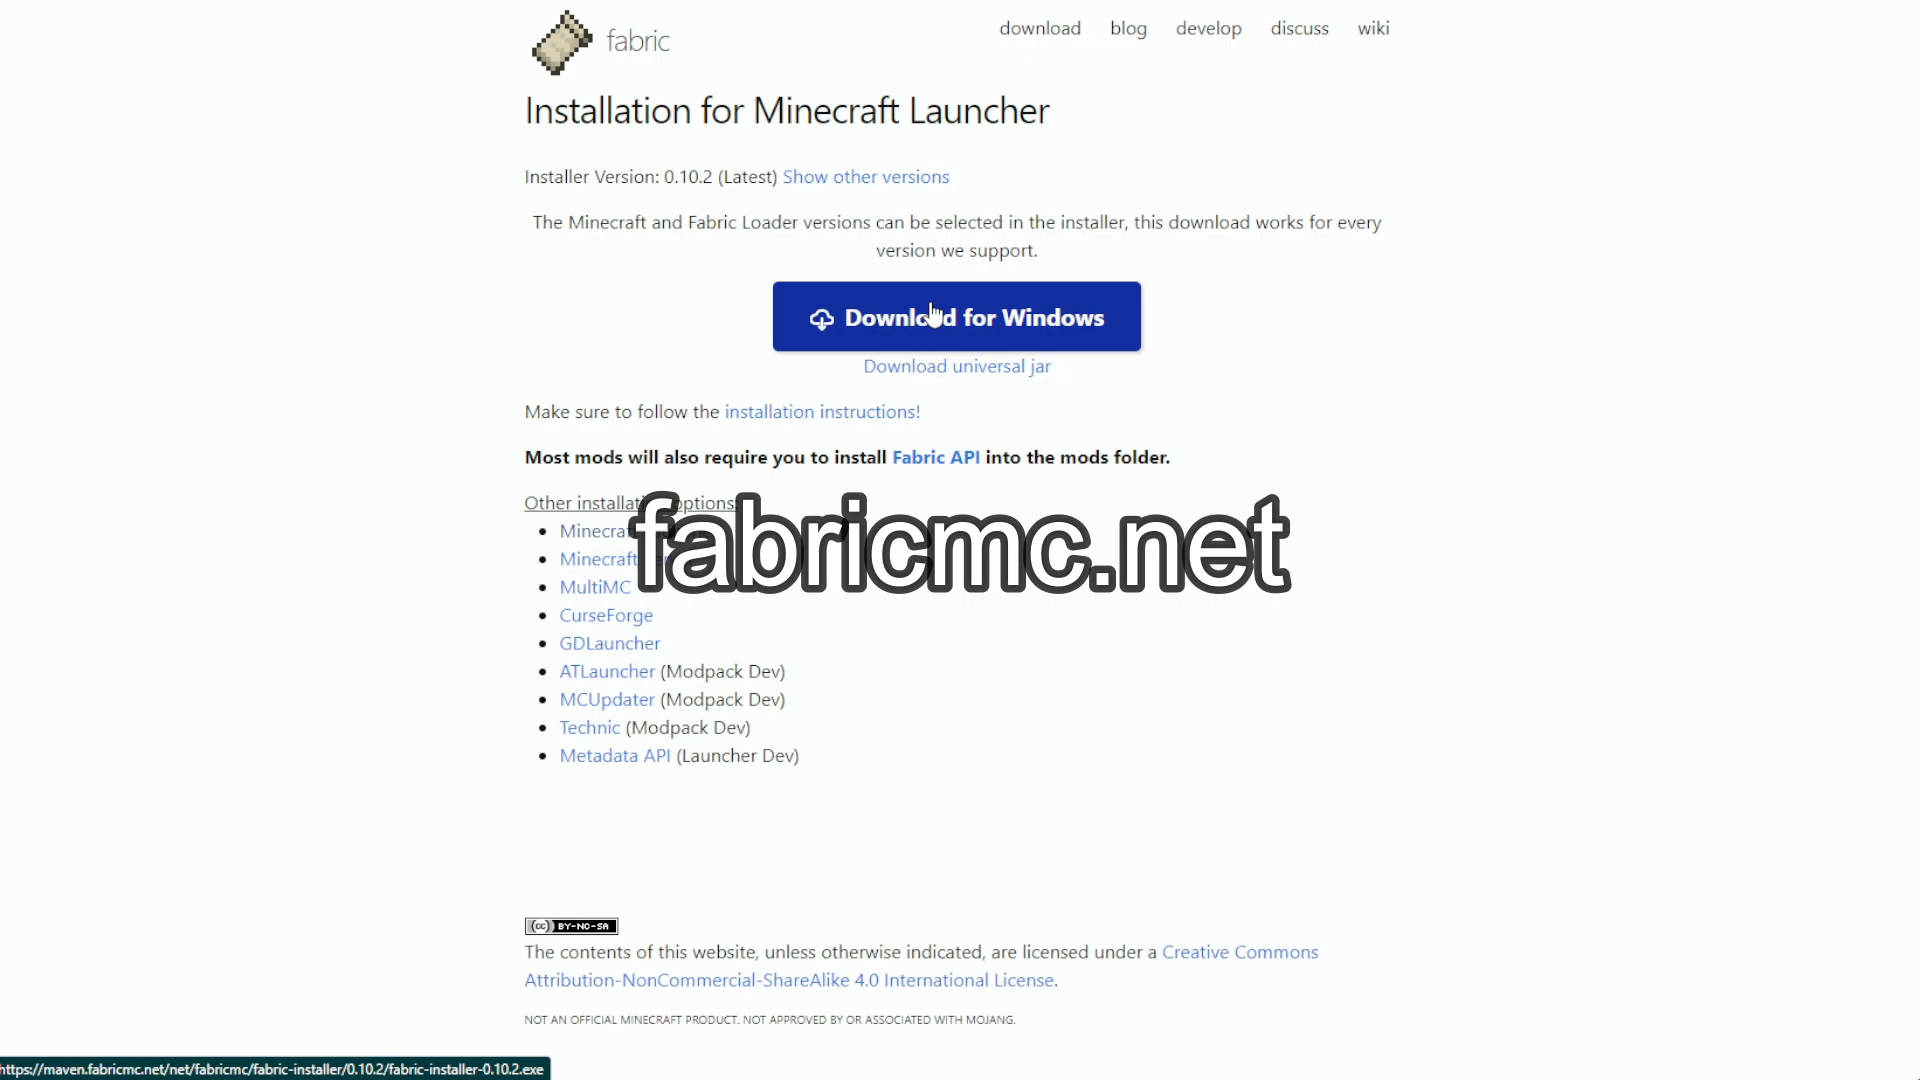 fabric
download blog develop discuss wiki
Installation for Minecraft Launcher
Installer Version: 0.10.2 (Latest) Show other versions
The Minecraft and Fabric Loader versions can be selected in the installer, this download works for every
version we support.
Download for Windows
Download universal jar
Make sure to follow the installation instructions!
Most mods will also require you to install Fabric API into the mods folder.
Other installation options:
fabricmc.net
Minecraft
Minecraft
MultiMC
CurseForge
GDLauncher
ATLauncher (Modpack Dev)
MCUpdater (Modpack Dev)
Technic (Modpack Dev)
Metadata API (Launcher Dev)
(cc) BY-NC-SA
The contents of this website, unless otherwise indicated, are licensed under a Creative Commons
Attribution-NonCommercial-ShareAlike 4.0 International License.
NOT AN OFFICIAL MINECRAFT PRODUCT. NOT APPROVED BY OR ASSOCIATED WITH MOJANG.
https://maven.fabricmc.net/net/fabricmc/fabric-installer/0.10.2/fabric-installer-0.10.2.exe